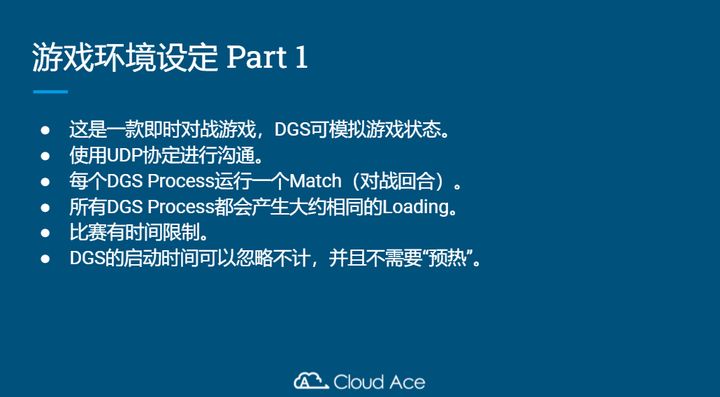 游戏环境设定 Part 1
● 这是一款即时对战游戏，DGS可模拟游戏状态。
● 使用UDP协定进行沟通。
● 每个DGS Process运行一个Match（对战回合）。
● 所有DGS Process都会产生大约相同的Loading。
● 比赛有时间限制。
● DGS的启动时间可以忽略不计，并且不需要“预热”。
Cloud Ace